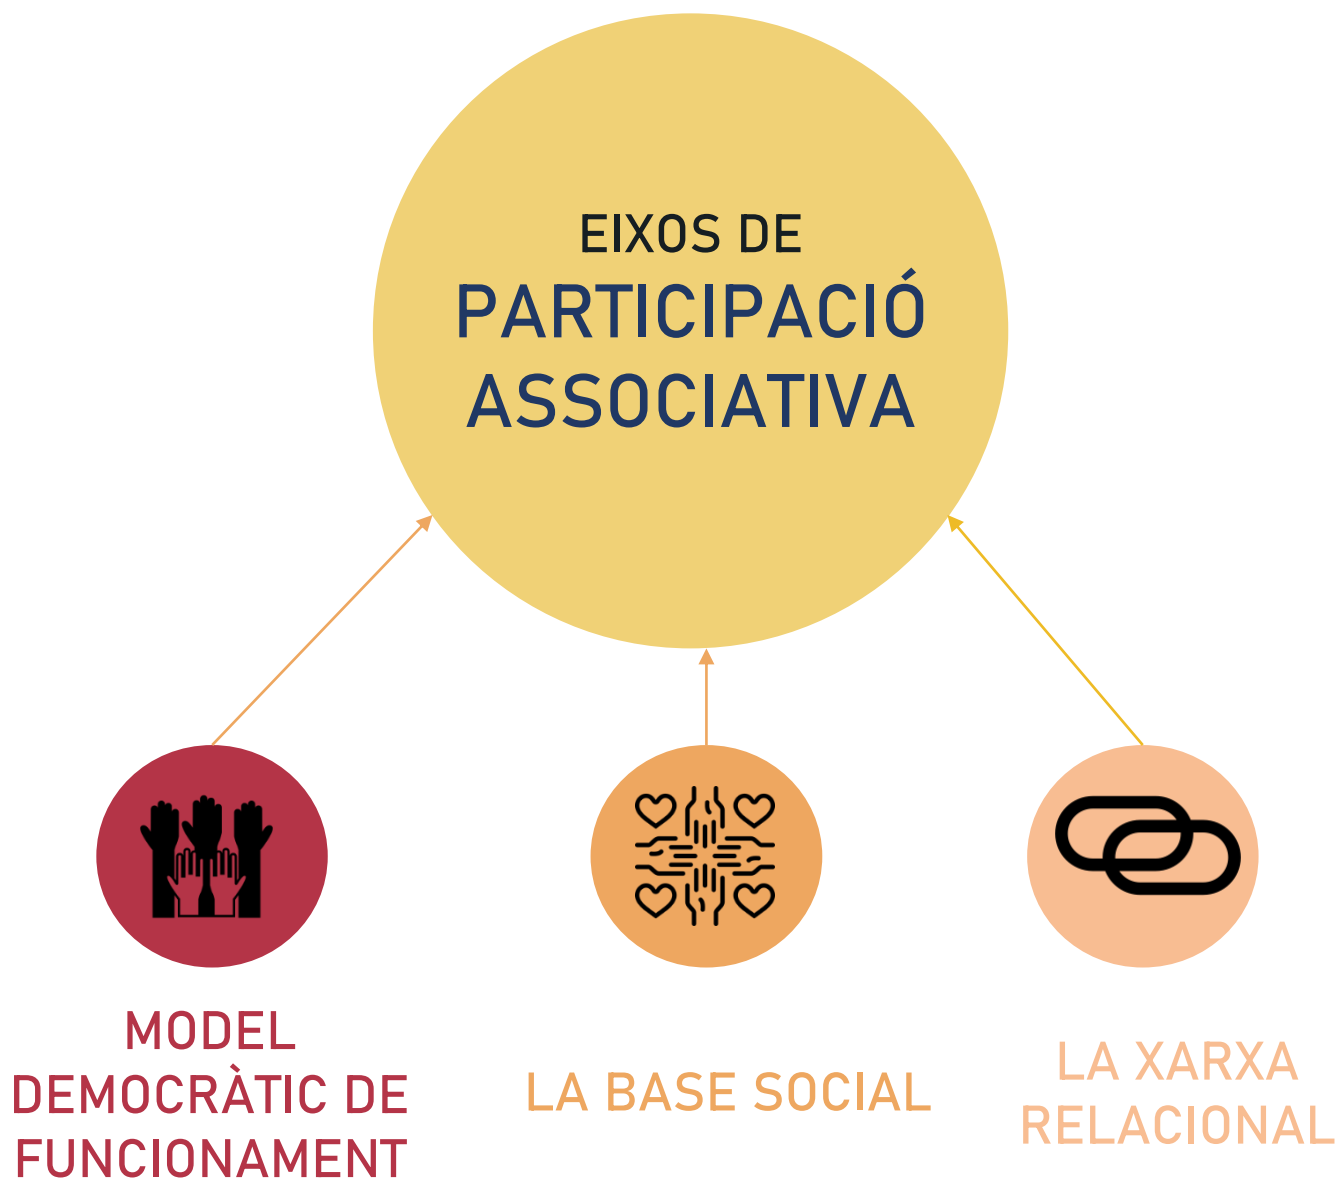 EIXOS DE
PARTICIPACIÓ
ASSOCIATIVA
MODEL
DEMOCRÀTIC DE
FUNCIONAMENT
LA BASE SOCIAL
LA XARXA
RELACIONAL